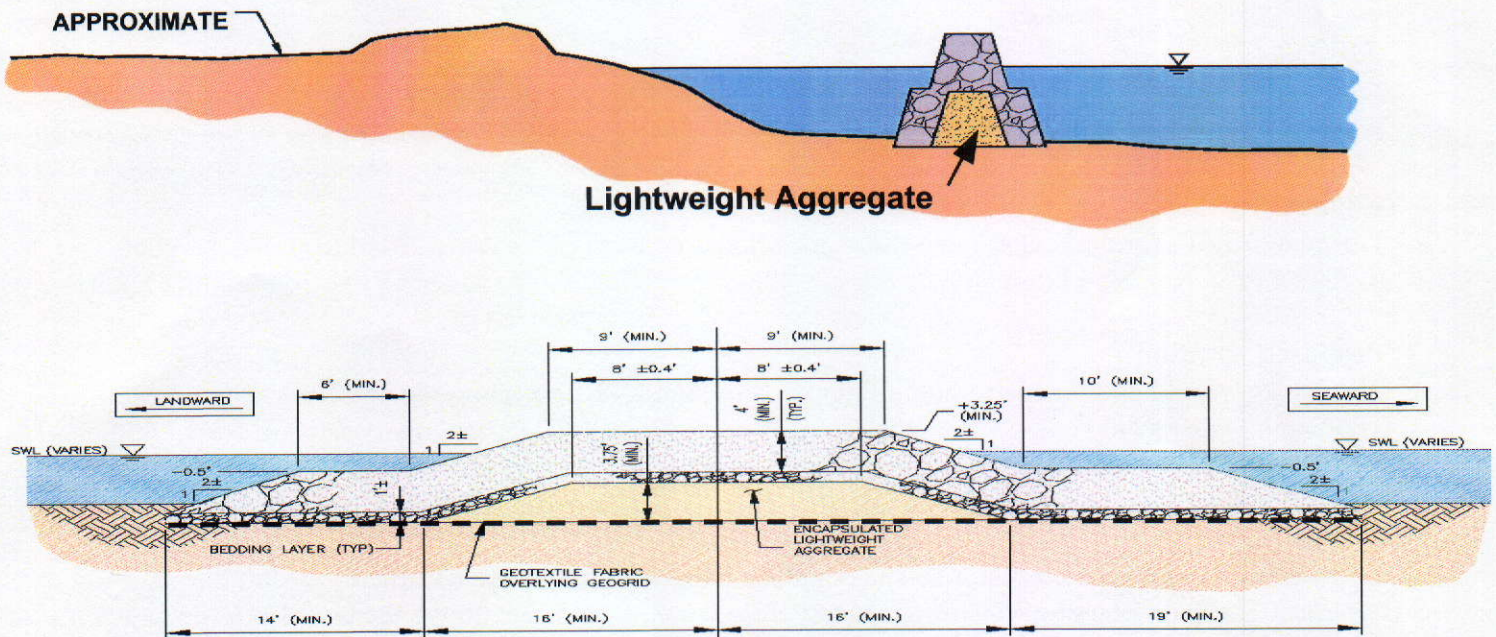 APPROXIMATE
Lightweight Aggregate
9' (MIN.)
9' (MIN.)
8' ±0.4'
8' ±0.4'
6' (MIN.)
10' (MIN.)
LANDWARD
SEAWARD
4'
(MIN.)
(TYP.)
+3.25'
(MIN.)
2±
1
2±
1
SWL (VARIES)
SWL (VARIES)
3.75'
(MIN.)
-0.5'
-0.5'
2±
1
2±
1
1'±
BEDDING LAYER (TYP)
ENCAPSULATED
LIGHTWEIGHT
AGGREGATE
GEOTEXTILE FABRIC
OVERLYING GEOGRID
14' (MIN.)
16' (MIN.)
16' (MIN.)
19' (MIN.)